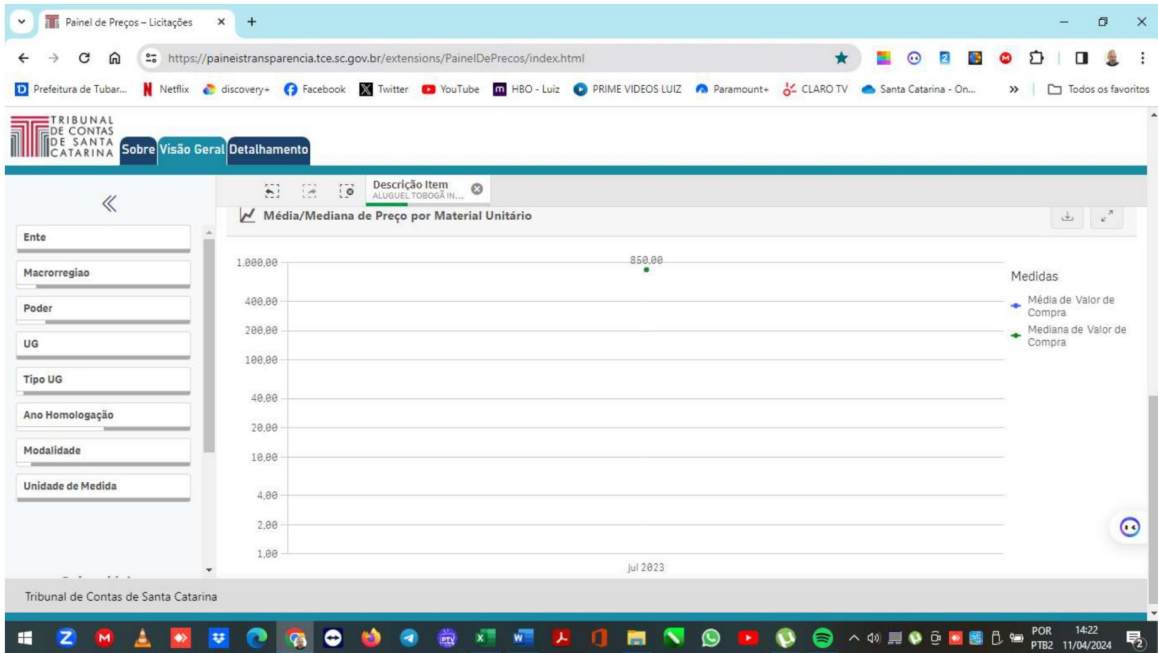 Painel de Preços – Licitações
https://paineistransparencia.tce.sc.gov.br/extensions/PainelDePrecos/index.html
Prefeitura de Tubar... Netflix discovery+ Facebook Twitter YouTube HBO - Luiz PRIME VIDEOS LUIZ Paramount+ CLARO TV Santa Catarina - On... » Todos os favoritos
TRIBUNAL
DE CONTAS
DE SANTA
CATARINA
Sobre Visão Geral Detalhamento
Descrição Item
ALUGUEL TOBOGÃ IN...
Média/Mediana de Preço por Material Unitário
Ente
Macrorregiao
Poder
UG
Tipo UG
Ano Homologação
Modalidade
Unidade de Medida
1.000,00
400,00
200,00
100,00
40,00
20,00
10,00
4,00
2,00
1,00
850,00
jul 2023
Medidas
Média de Valor de
Compra
Mediana de Valor de
Compra
Tribunal de Contas de Santa Catarina
POR
PTB2
14:22
11/04/2024